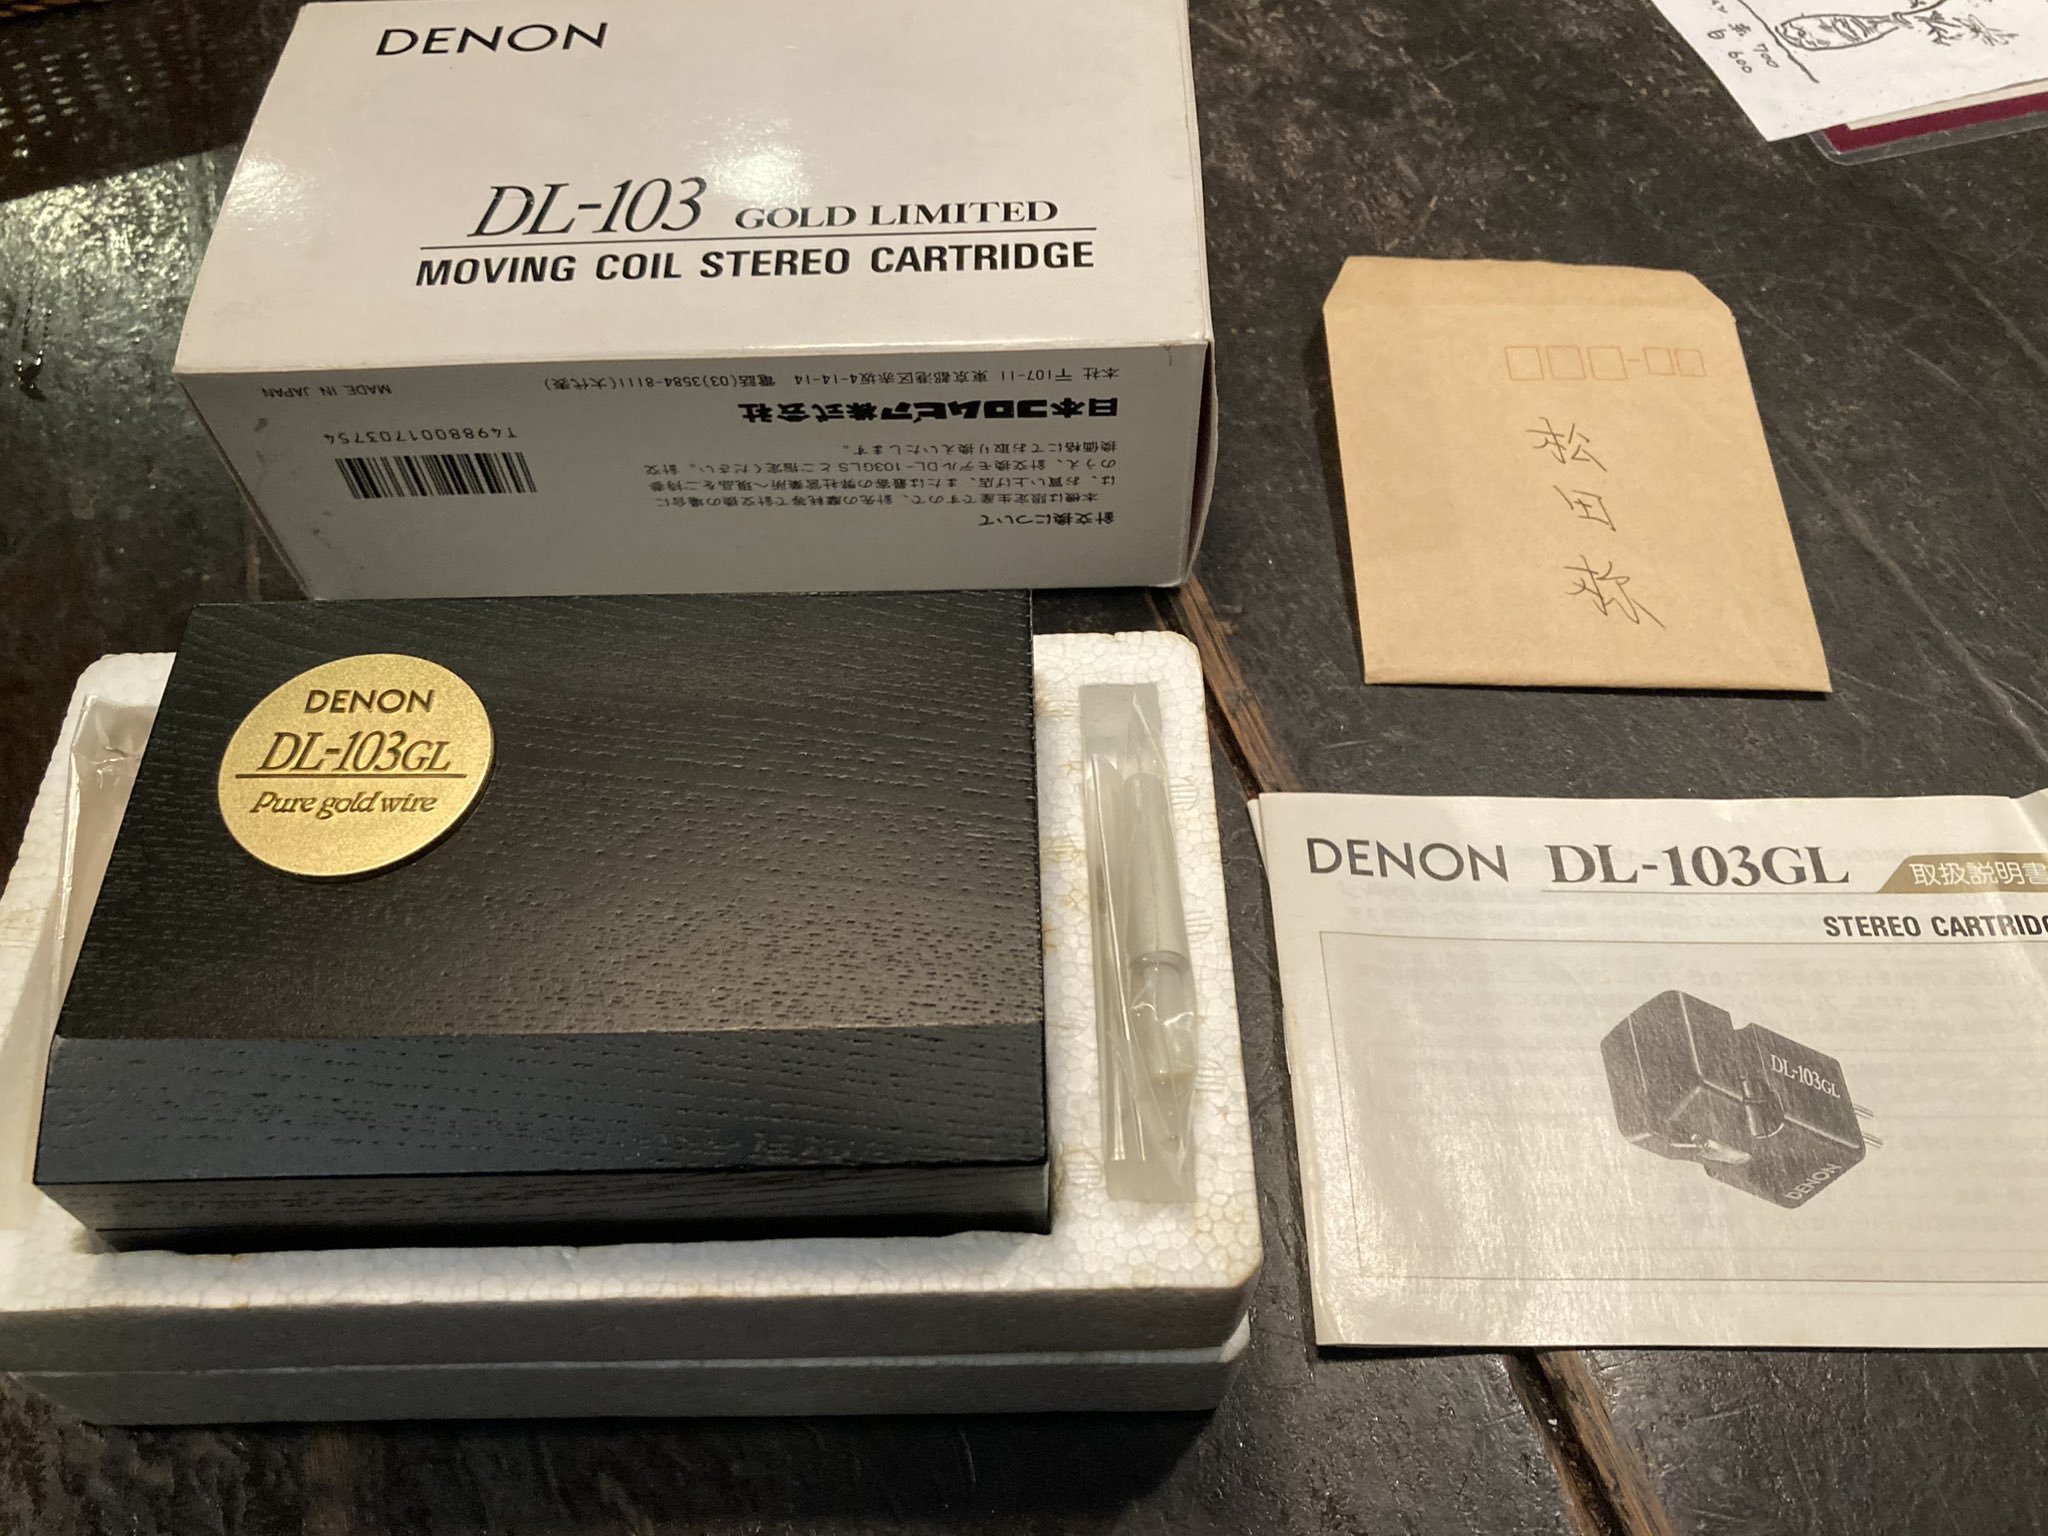 DENON
DL-103 GOLD LIMITED
MOVING COIL STEREO CARTRIDGE
針交換について
本機は限定生産ですので、針先の摩耗等で針交換の場合に
は、お買い上げ店、または最寄の弊社営業所へ現品をご持参
のうえ、針交換モデルDL-103GLSとご指定ください。針交
換価格にてお取り換えいたします。
日本コロムビア株式会社
本社 〒107-11 東京都港区赤坂4-14-14 電話(03)3584-8111(大代表)
T4988001703754
MADE IN JAPAN
DENON
DL-103GL
Pure gold wire
松
田
DENON DL-103GL 取扱説明書
STEREO CARTRIDG
DL-103GL
DENON
700
600